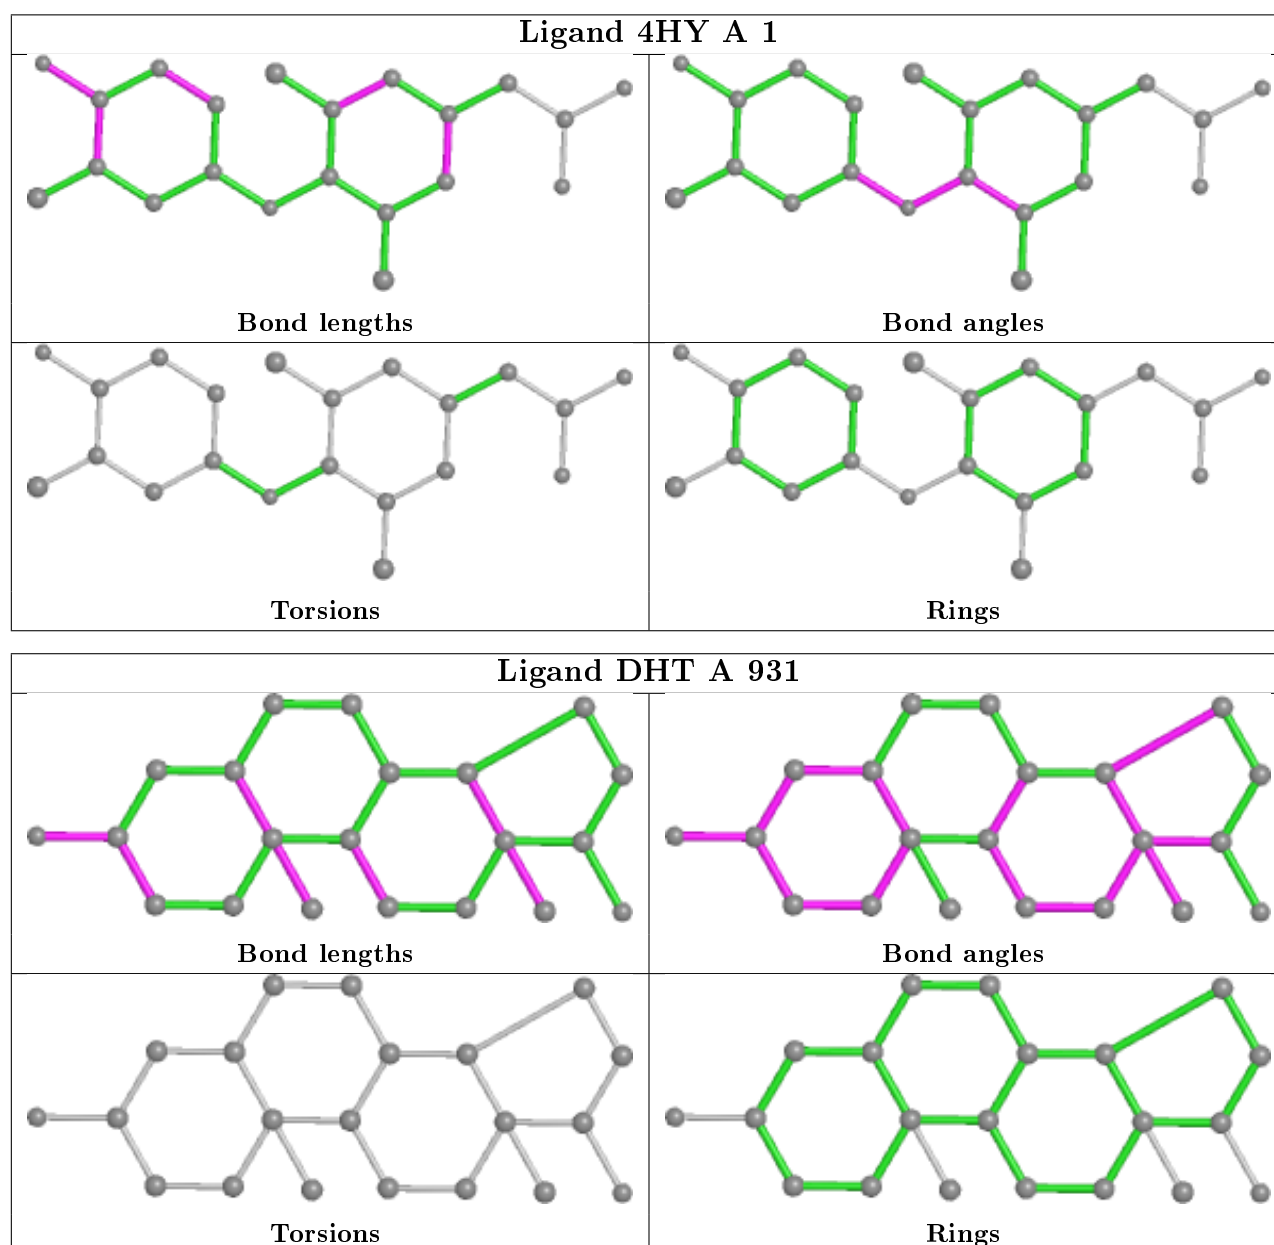 Ligand 4HY A 1
Bond lengths
Bond angles
Torsions
Rings
Ligand DHT A 931
Bond lengths
Bond angles
Torsions
Rings